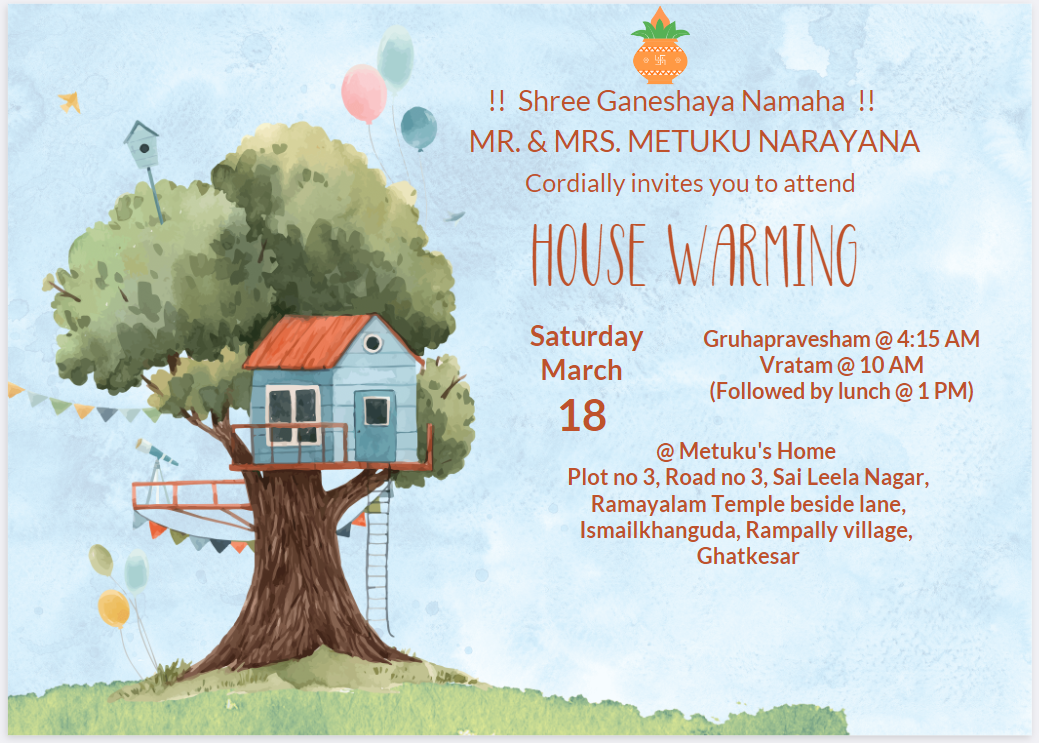 !! Shree Ganeshaya Namaha !!
MR. & MRS. METUKU NARAYANA
Cordially invites you to attend
HOUSE WARMING
Saturday
March
18
Gruhapravesham @ 4:15 AM
Vratam @ 10 AM
(Followed by lunch @ 1 PM)
@ Metuku's Home
Plot no 3, Road no 3, Sai Leela Nagar,
Ramayalam Temple beside lane,
Ismailkhanguda, Rampally village,
Ghatkesar